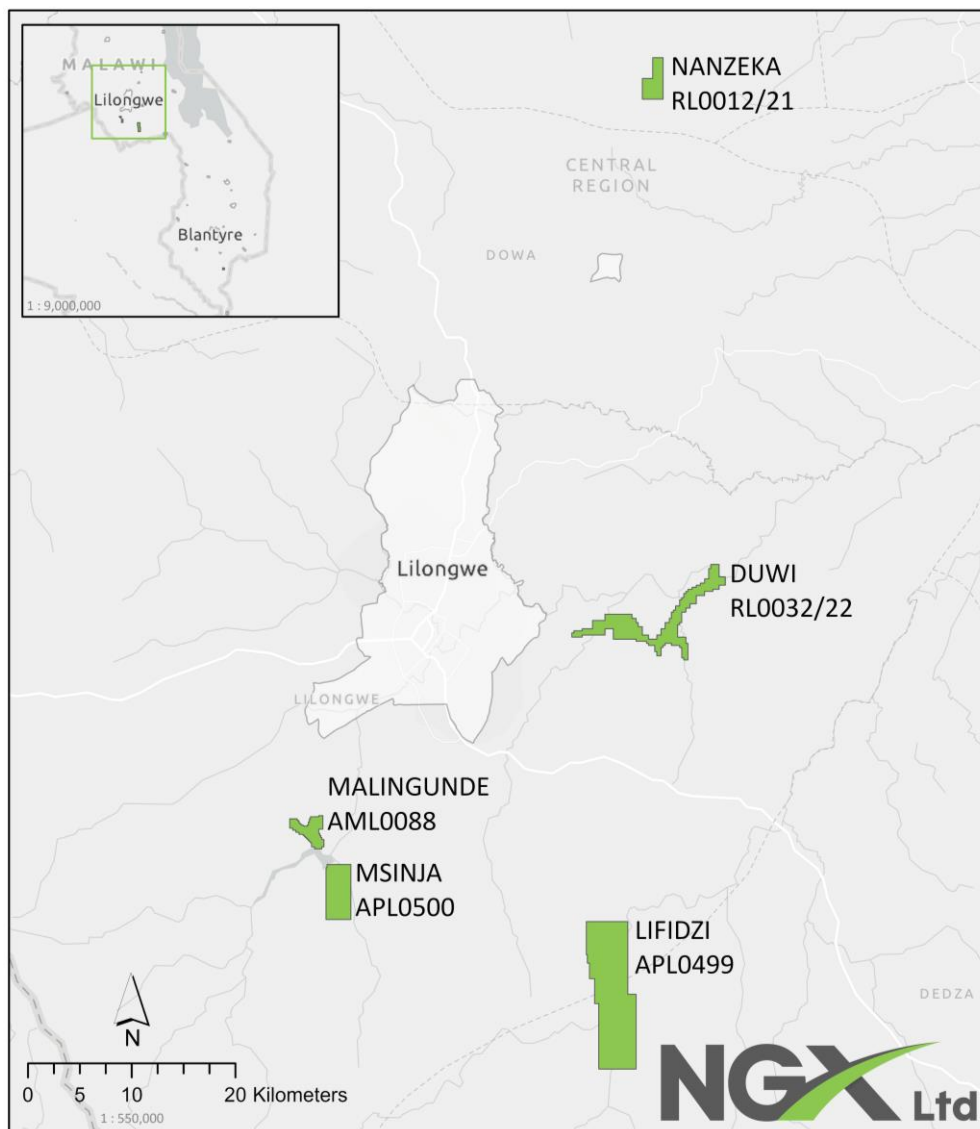 MALAWI
Lilongwe
Blantyre
1 : 9,000,000
NANZEKA
RL0012/21
CENTRAL
REGION
DOWA
Lilongwe
DUWI
RL0032/22
LILONGWE
MALINGUNDE
AML0088
MSINJA
APL0500
LIFIDZI
APL0499
DEDZA
N
0 5 10 20 Kilometers
1 : 550,000
NGX
Ltd